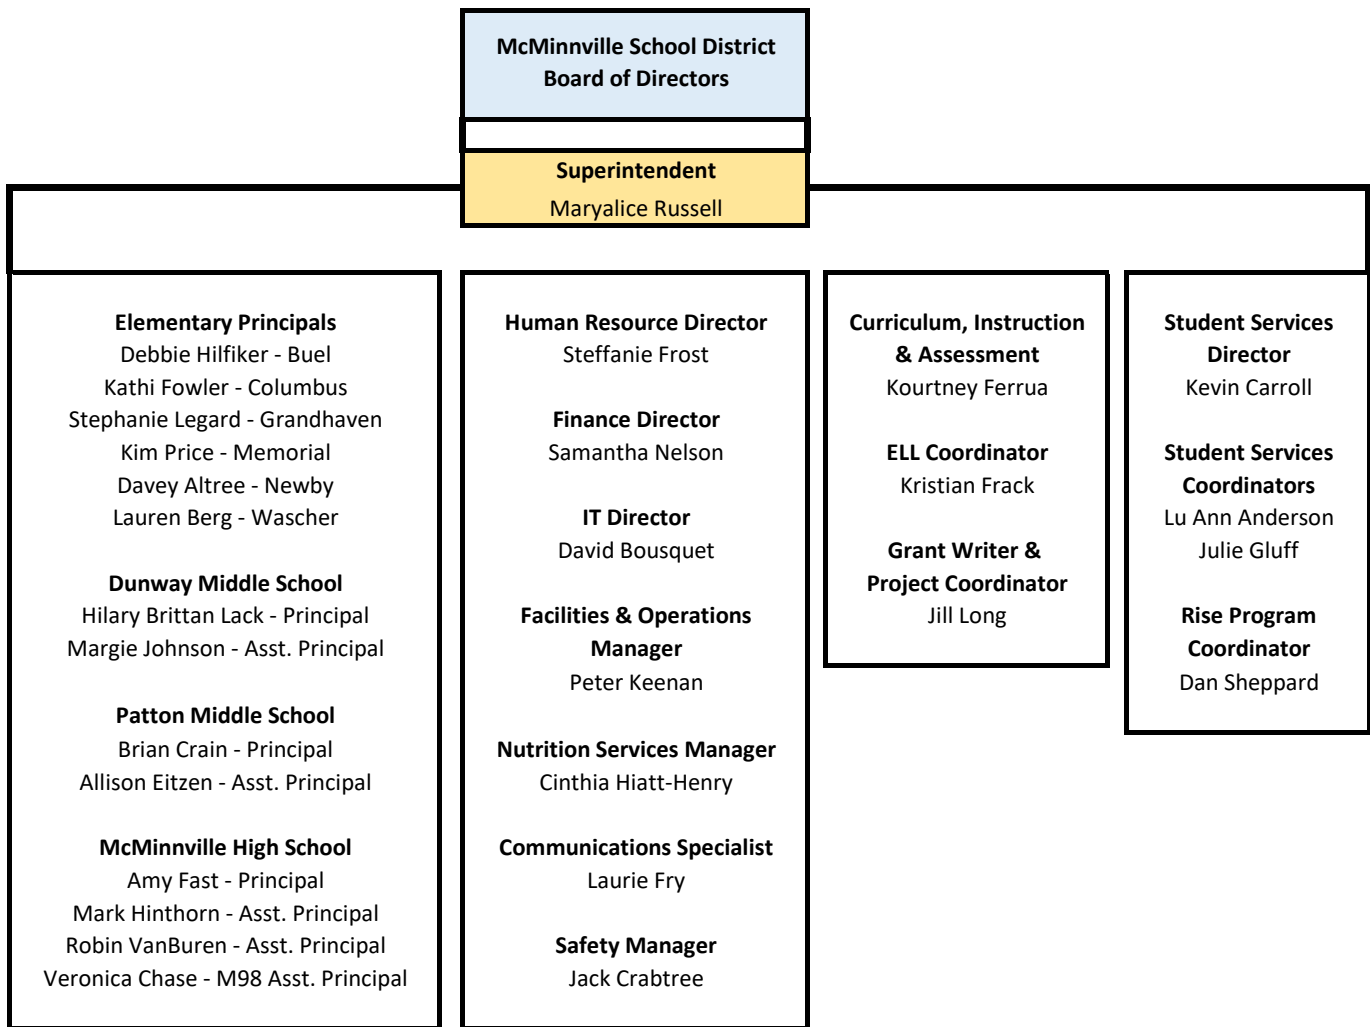 McMinnville School District
Board of Directors
Superintendent
Maryalice Russell
Elementary Principals
Debbie Hilfiker - Buel
Kathi Fowler - Columbus
Stephanie Legard - Grandhaven
Kim Price - Memorial
Davey Altree - Newby
Lauren Berg - Wascher
Dunway Middle School
Hilary Brittan Lack - Principal
Margie Johnson - Asst. Principal
Patton Middle School
Brian Crain - Principal
Allison Eitzen - Asst. Principal
McMinnville High School
Amy Fast - Principal
Mark Hinthorn - Asst. Principal
Robin VanBuren - Asst. Principal
Veronica Chase - M98 Asst. Principal
Human Resource Director
Steffanie Frost
Finance Director
Samantha Nelson
IT Director
David Bousquet
Facilities & Operations
Manager
Peter Keenan
Nutrition Services Manager
Cinthia Hiatt-Henry
Communications Specialist
Laurie Fry
Safety Manager
Jack Crabtree
Curriculum, Instruction
& Assessment
Kourtney Ferrua
ELL Coordinator
Kristian Frack
Grant Writer &
Project Coordinator
Jill Long
Student Services
Director
Kevin Carroll
Student Services
Coordinators
Lu Ann Anderson
Julie Gluff
Rise Program
Coordinator
Dan Sheppard